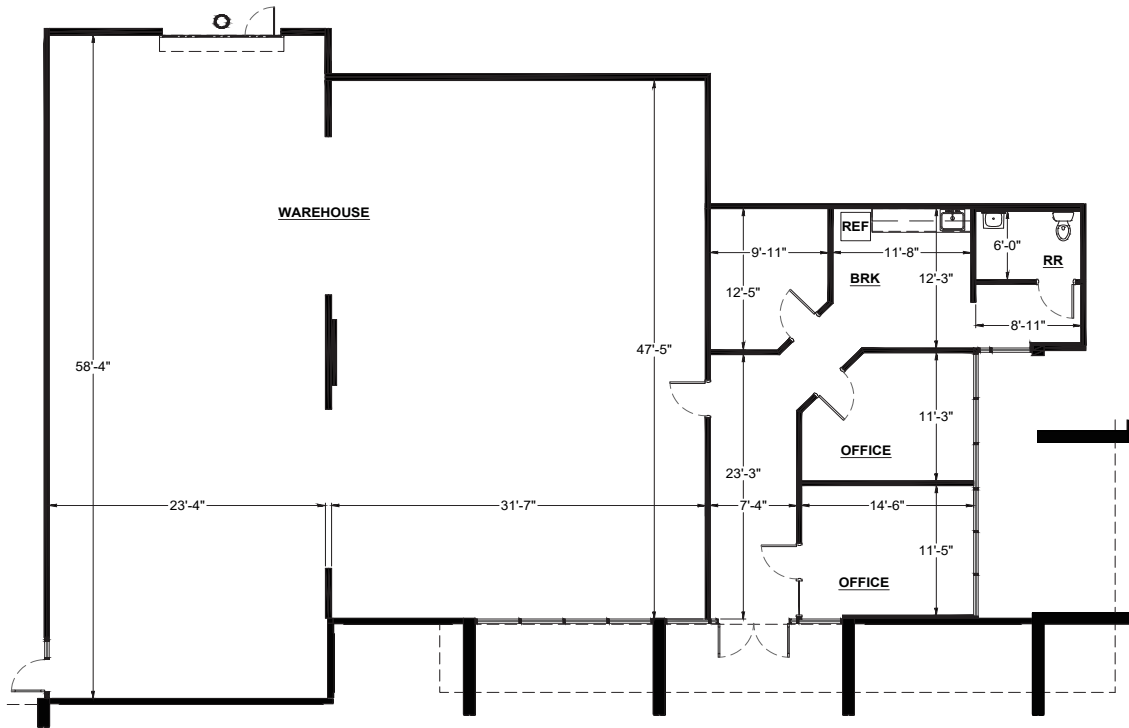 WAREHOUSE
REF
9'-11"
11'-8"
6'-0"
RR
BRK
12'-3"
12'-5"
8'-11"
58'-4"
47'-5"
11'-3"
OFFICE
23'-3"
23'-4"
31'-7"
7'-4"
14'-6"
11'-5"
OFFICE